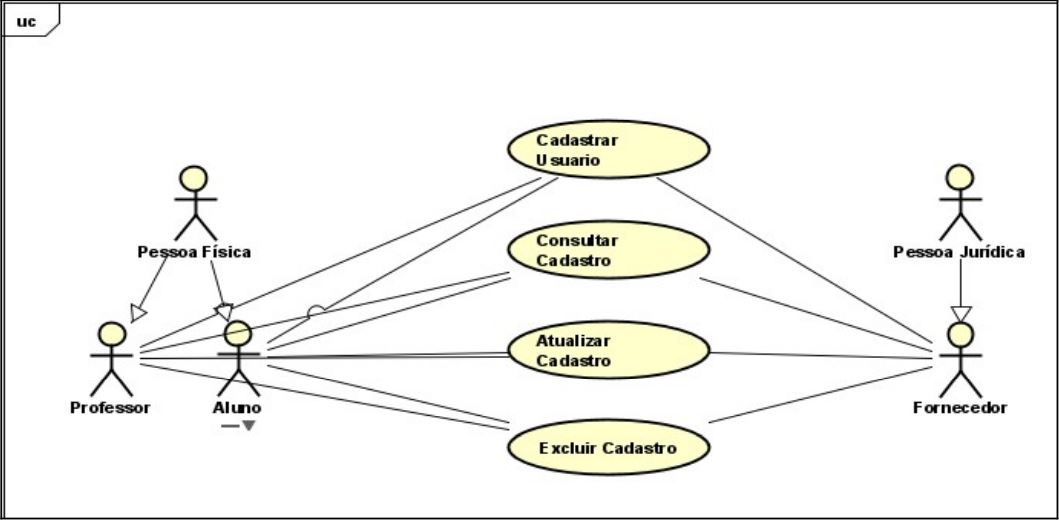 uc
Cadastrar
Usuario
Pessoa Física
Consultar
Cadastro
Pessoa Jurídica
Atualizar
Cadastro
Professor
Aluno
Fornecedor
Excluir Cadastro